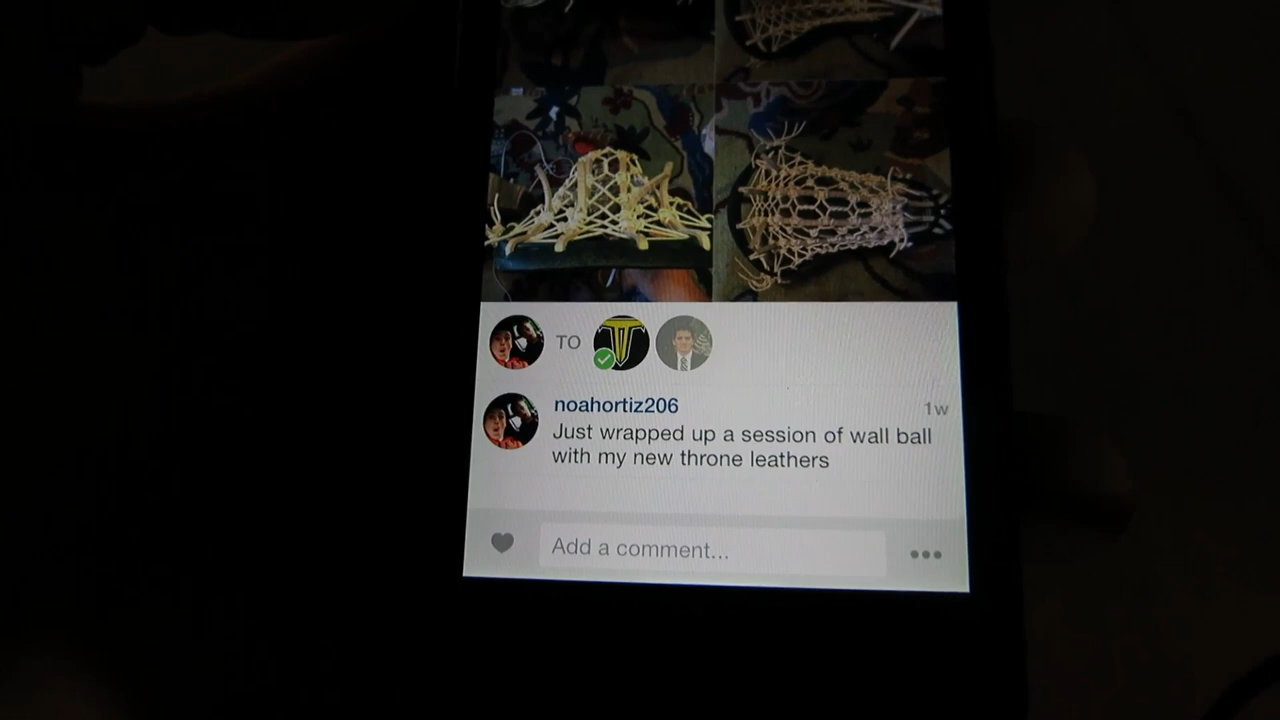 TO
noahortiz206
1w
Just wrapped up a session of wall ball
with my new throne leathers
Add a comment...